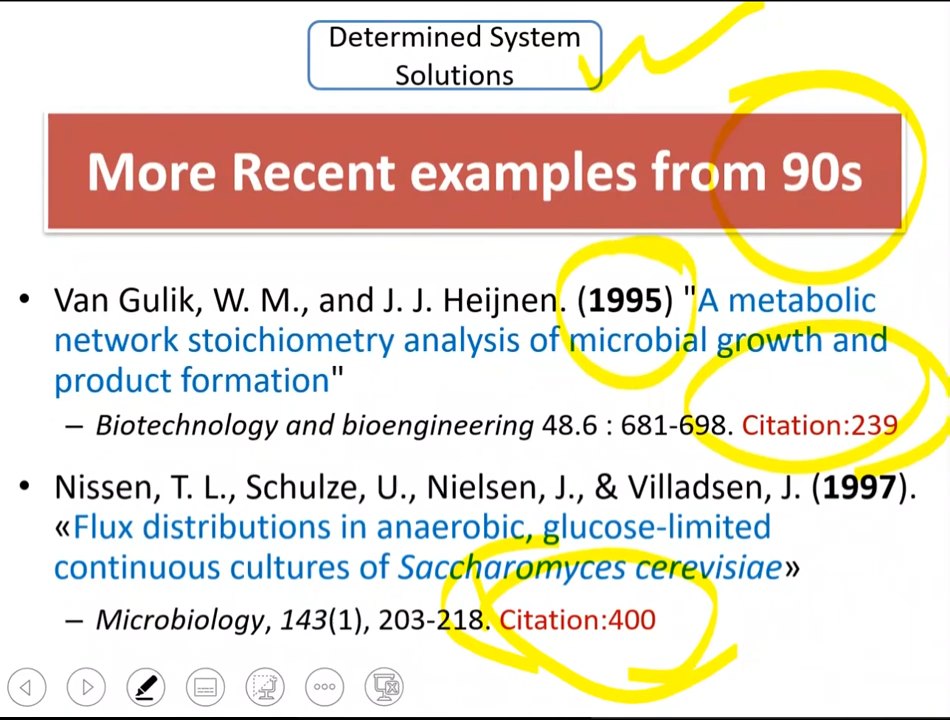 Determined System
Solutions
More Recent examples from 90s
• Van Gulik, W. M., and J. J. Heijnen. (1995) "A metabolic
network stoichiometry analysis of microbial growth and
product formation"
– Biotechnology and bioengineering 48.6 : 681-698. Citation:239
• Nissen, T. L., Schulze, U., Nielsen, J., & Villadsen, J. (1997).
«Flux distributions in anaerobic, glucose-limited
continuous cultures of Saccharomyces cerevisiae»
– Microbiology, 143(1), 203-218. Citation:400